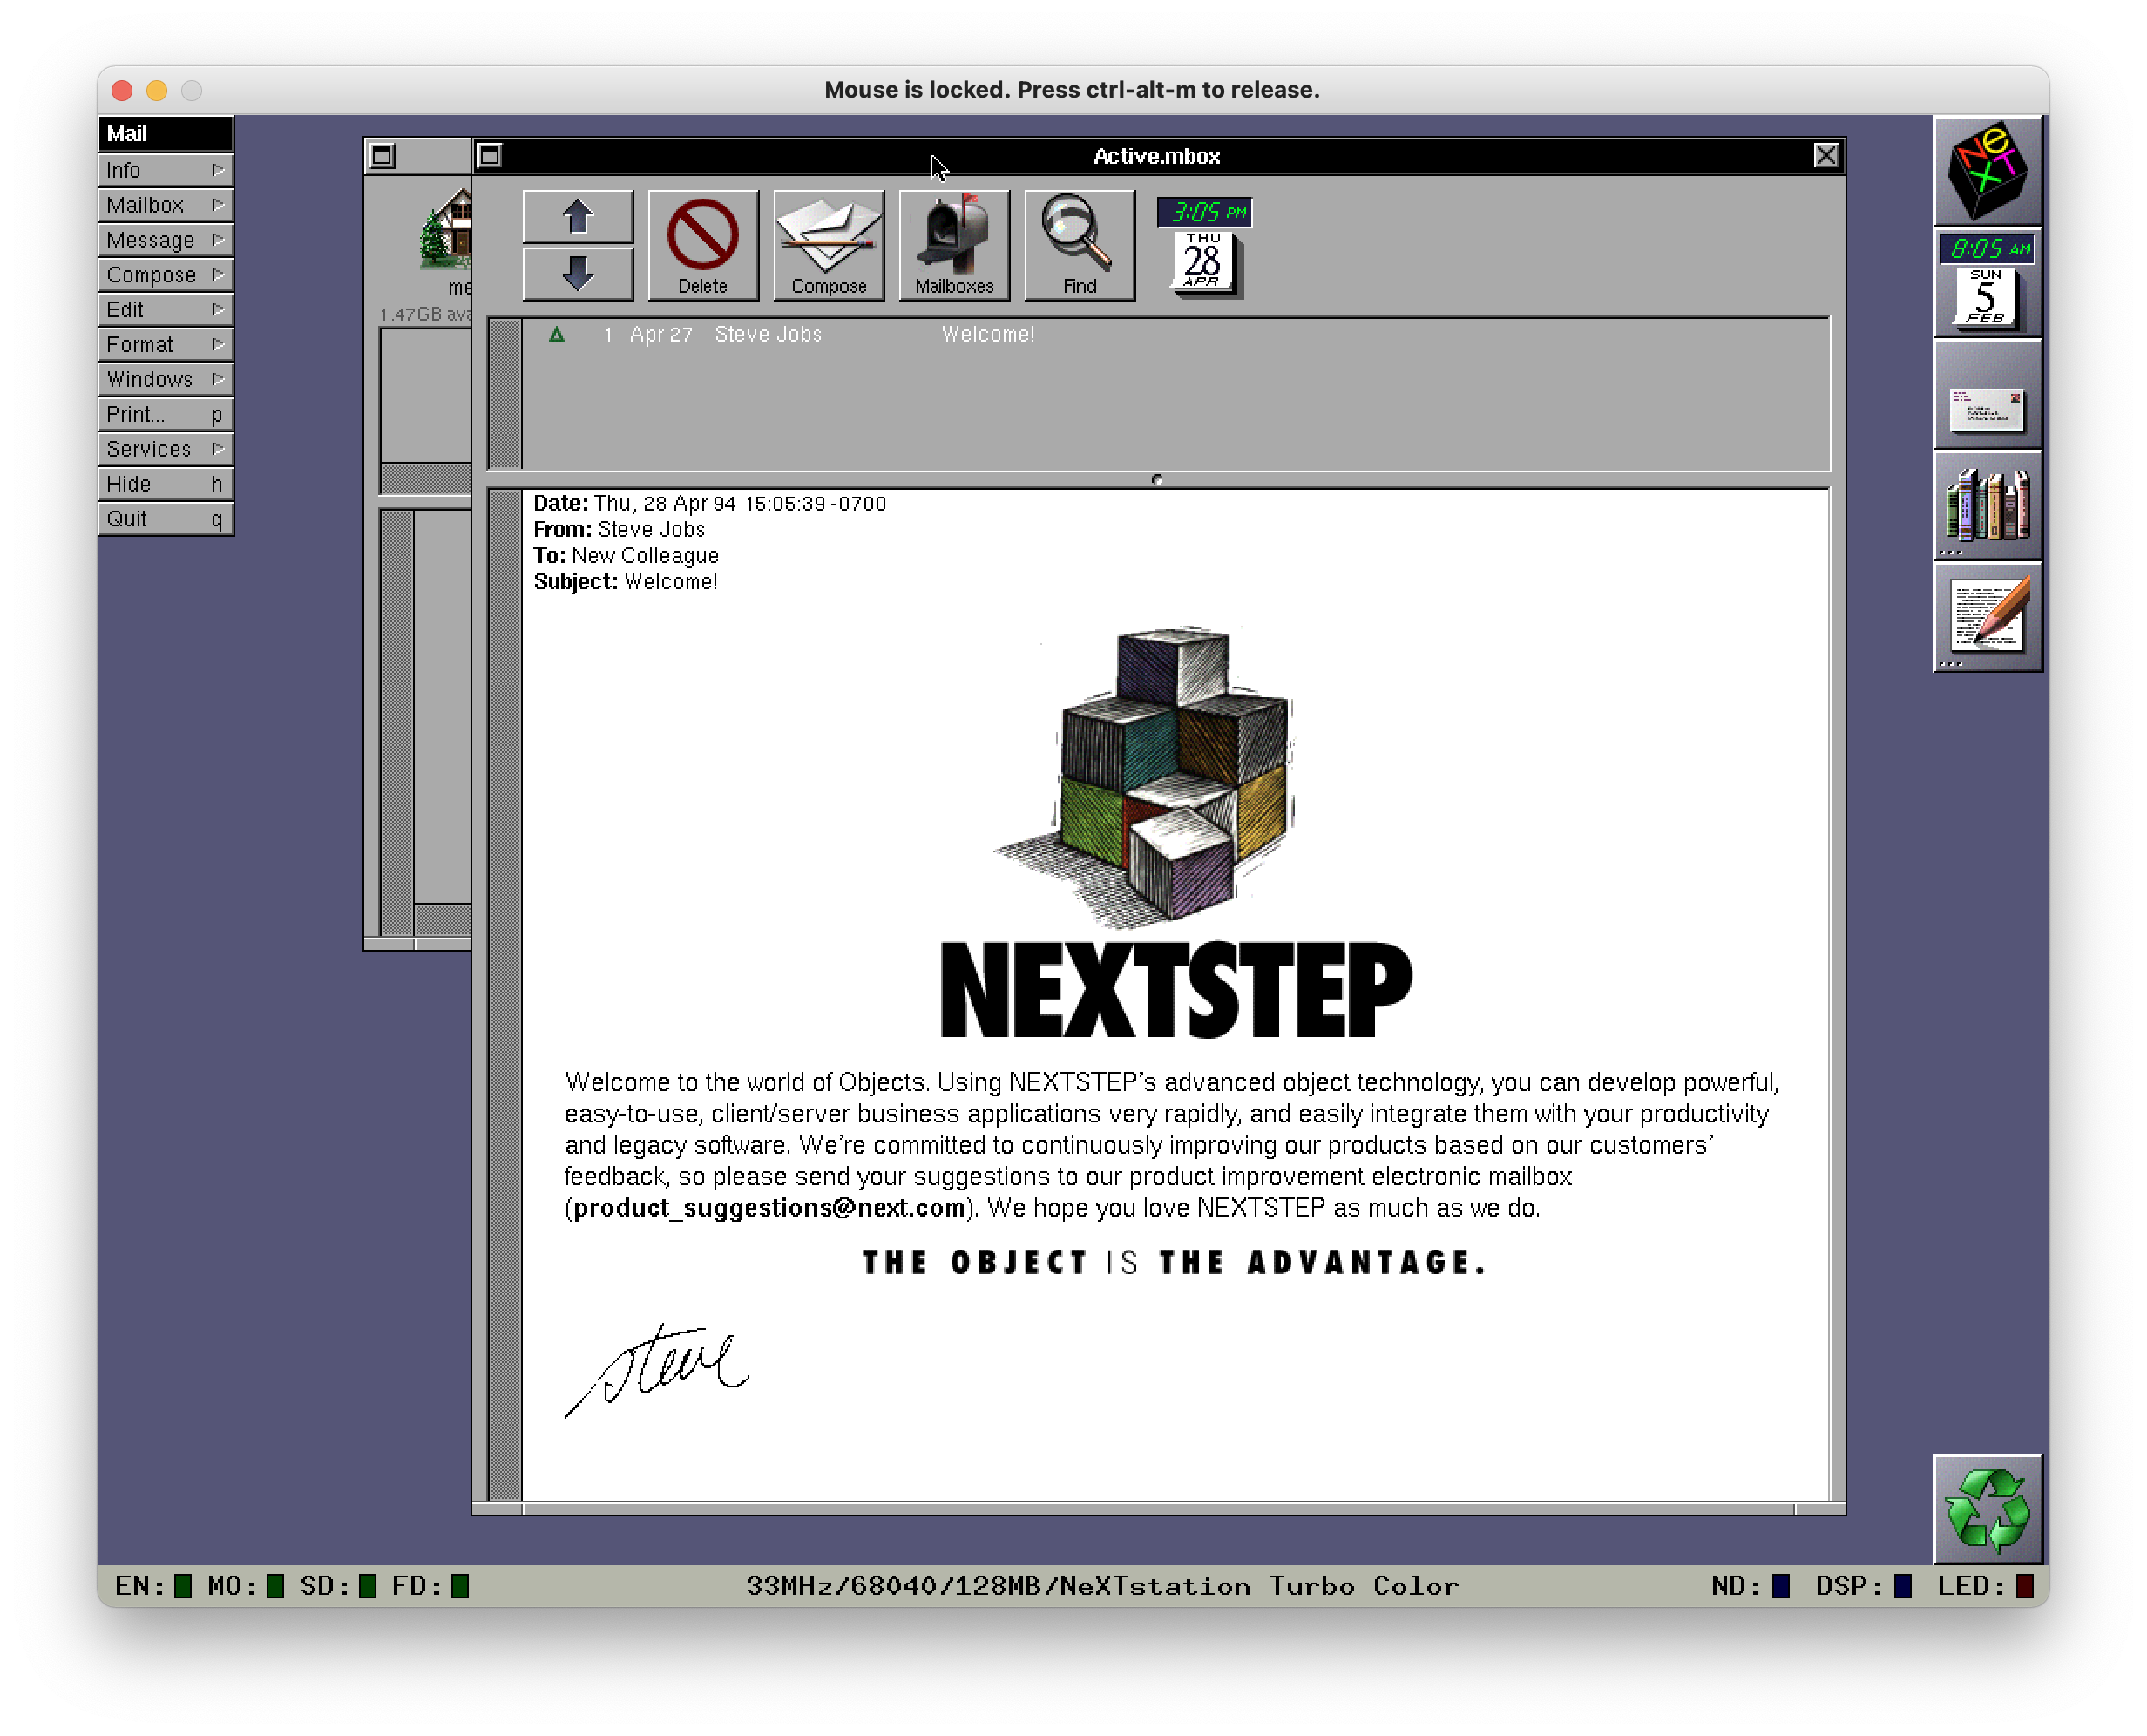 Mouse is locked. Press ctrl-alt-m to release.
Mail
Info
Mailbox
Message
Compose
Edit
Format
Windows
Print... p
Services
Hide h
Quit q
me
1.47GB ava
Active.mbox
Delete
Compose
Mailboxes
Find
3:05 PM
THU
28
APR
1 Apr 27 Steve Jobs Welcome!
Date: Thu, 28 Apr 94 15:05:39 -0700
From: Steve Jobs
To: New Colleague
Subject: Welcome!
NEXTSTEP
Welcome to the world of Objects. Using NEXTSTEP's advanced object technology, you can develop powerful,
easy-to-use, client/server business applications very rapidly, and easily integrate them with your productivity
and legacy software. We're committed to continuously improving our products based on our customers'
feedback, so please send your suggestions to our product improvement electronic mailbox
(product_suggestions@next.com). We hope you love NEXTSTEP as much as we do.
THE OBJECT IS THE ADVANTAGE.
Steve
NeXT
8:05 AM
SUN
5
FEB
EN: MO: SD: FD: 33MHz/68040/128MB/NeXTstation Turbo Color ND: DSP: LED: